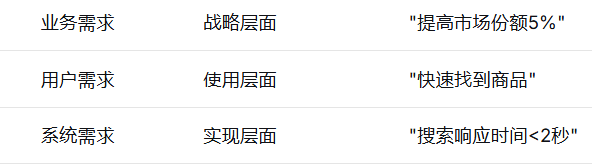 业务需求 战略层面 "提高市场份额5%"
用户需求 使用层面 "快速找到商品"
系统需求 实现层面 "搜索响应时间<2秒"